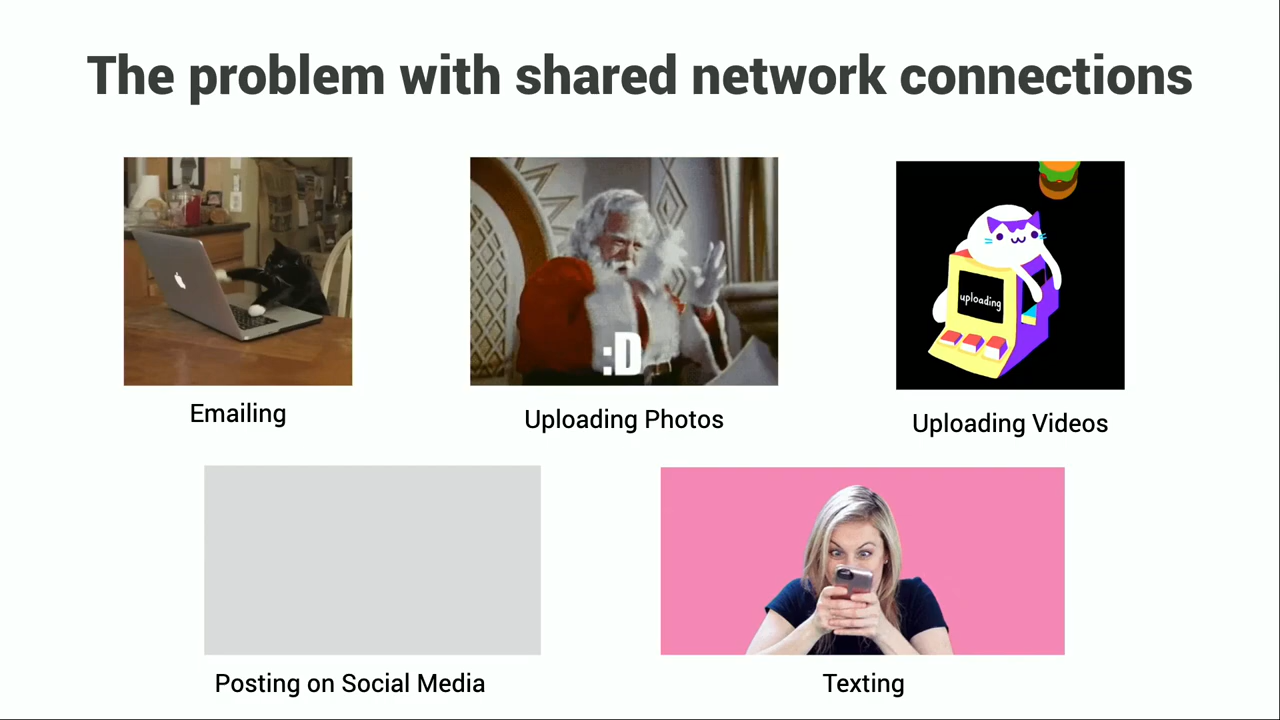 The problem with shared network connections
:D
uploading
Emailing
Uploading Photos
Uploading Videos
Posting on Social Media
Texting